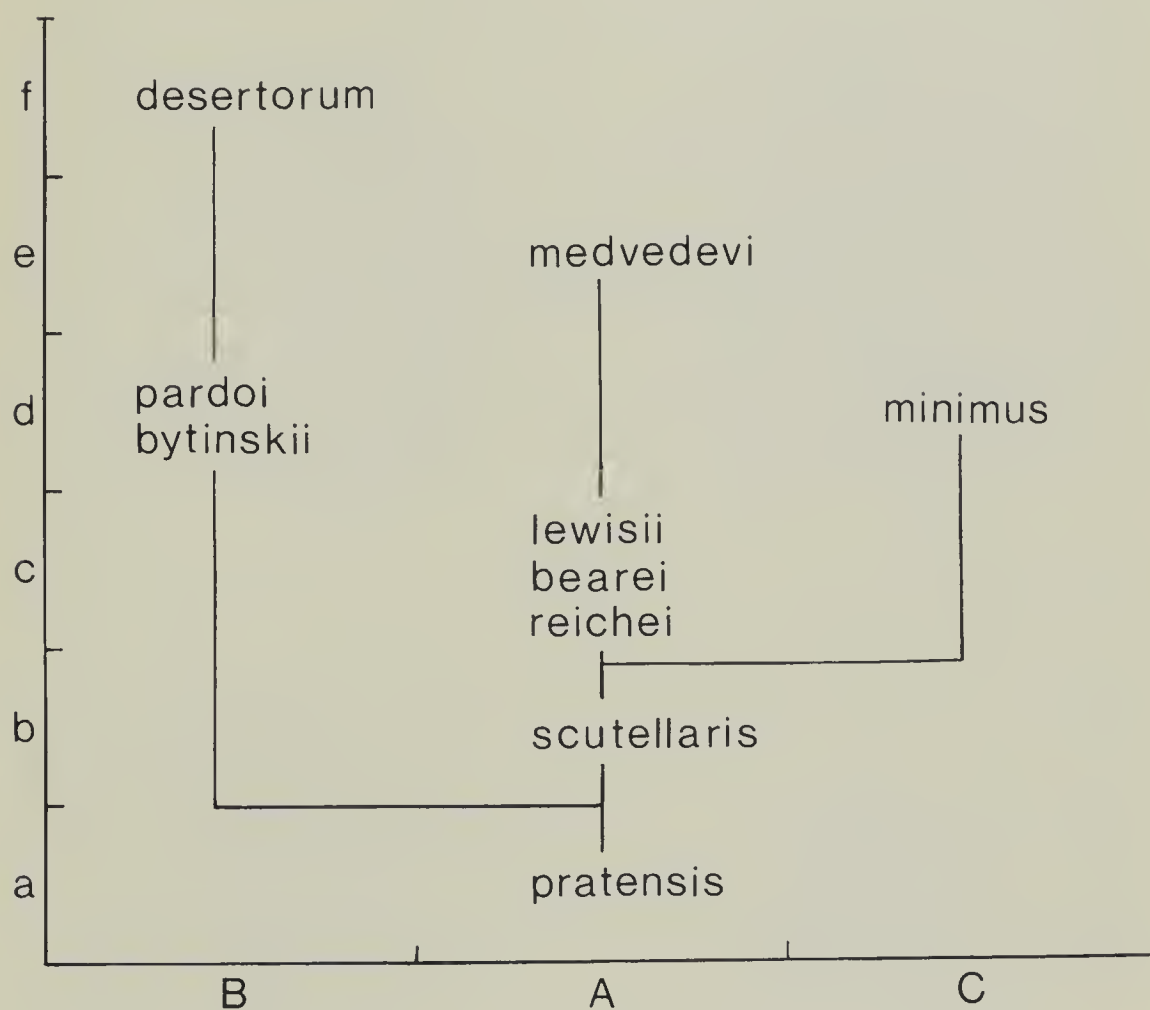 f
desertorum
e
medvedevi
d
pardoi
bytinskii
minimus
c
lewisii
bearei
reichei
b
scutellaris
a
pratensis
B A C